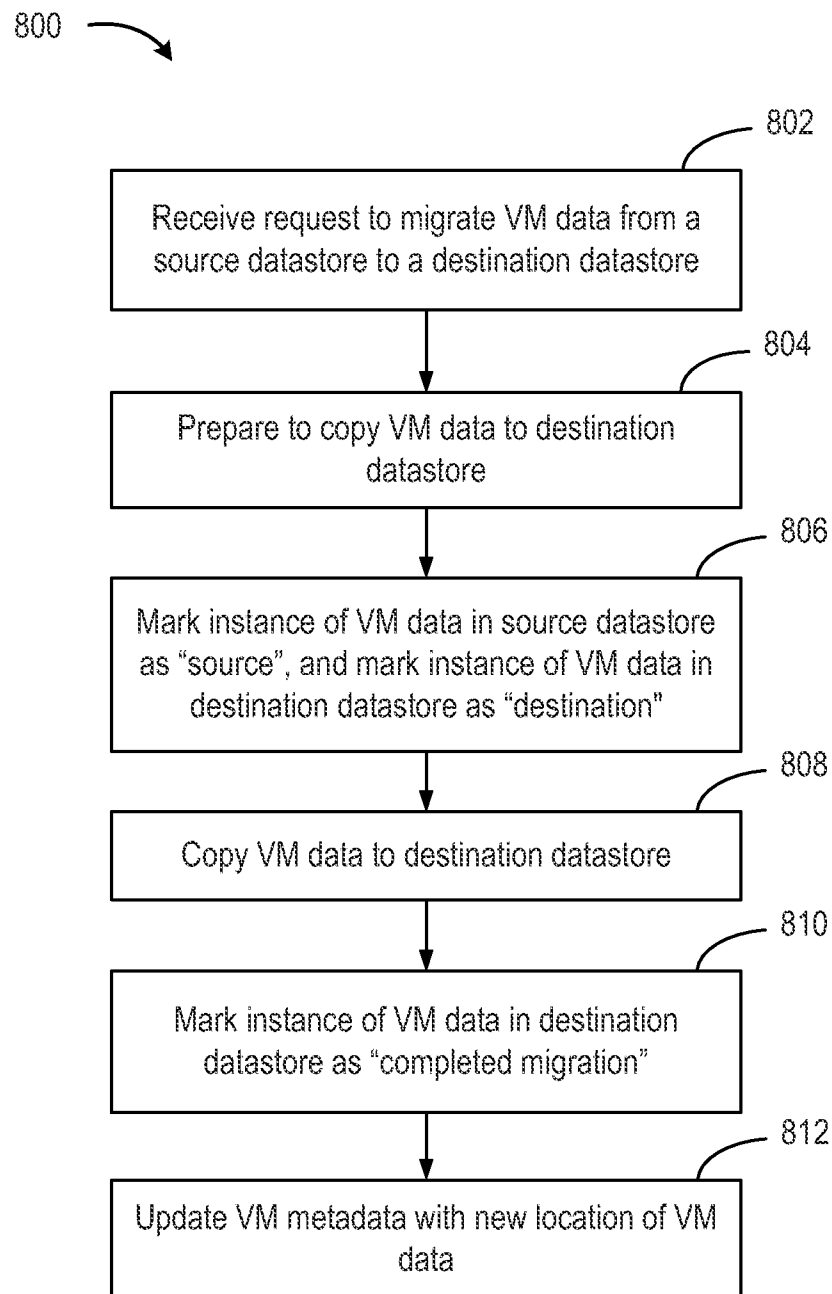 800
802
Receive request to migrate VM data from a
source datastore to a destination datastore
804
Prepare to copy VM data to destination
datastore
806
Mark instance of VM data in source datastore
as “source”, and mark instance of VM data in
destination datastore as “destination"
808
Copy VM data to destination datastore
810
Mark instance of VM data in destination
datastore as “completed migration”
812
Update VM metadata with new location of VM
data